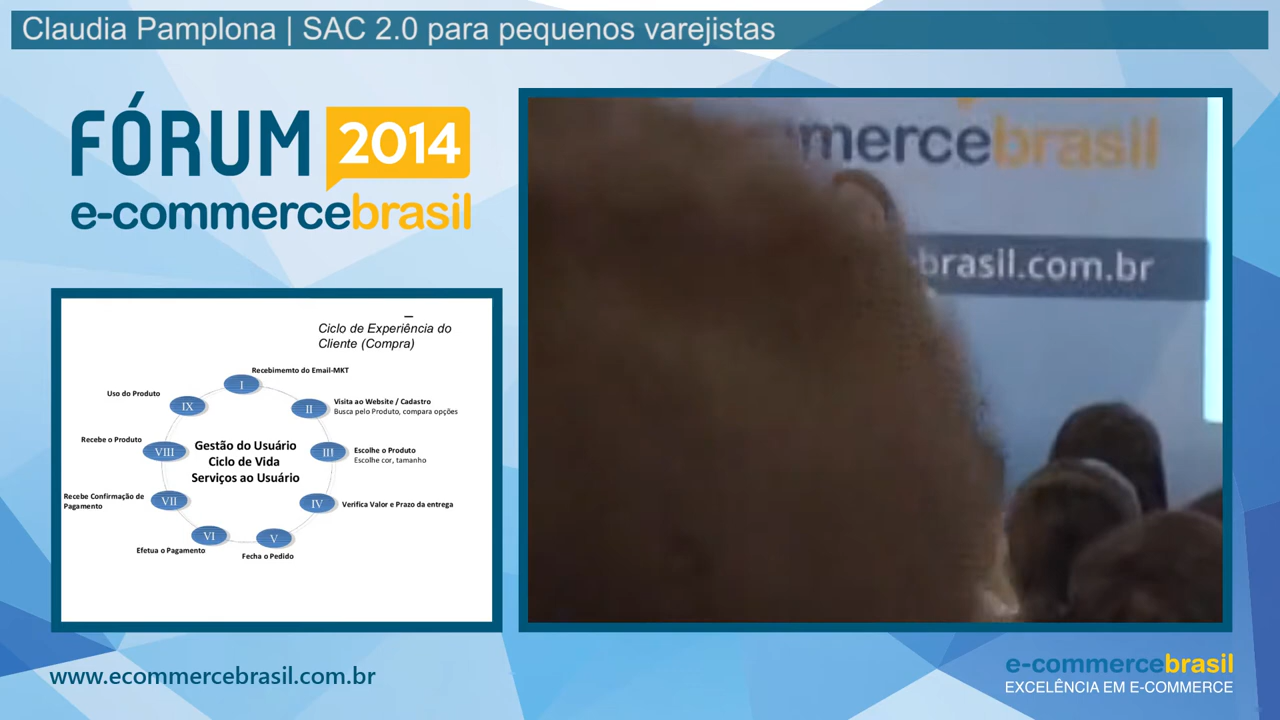 Claudia Pamplona | SAC 2.0 para pequenos varejistas
FÓRUM 2014
e-commercebrasil
Ciclo de Experiência do
Cliente (Compra)
I
Recebimemto do Email-MKT
II
Visita ao Website / Cadastro
Busca pelo Produto, compara opções
III
Escolhe o Produto
Escolhe cor, tamanho
IV
Verifica Valor e Prazo da entrega
V
Fecha o Pedido
VI
Efetua o Pagamento
VII
Recebe Confirmação de
Pagamento
VIII
Recebe o Produto
IX
Uso do Produto
Gestão do Usuário
Ciclo de Vida
Serviços ao Usuário
mercebrasil
brasil.com.br
www.ecommercebrasil.com.br
e-commercebrasil
EXCELÊNCIA EM E-COMMERCE